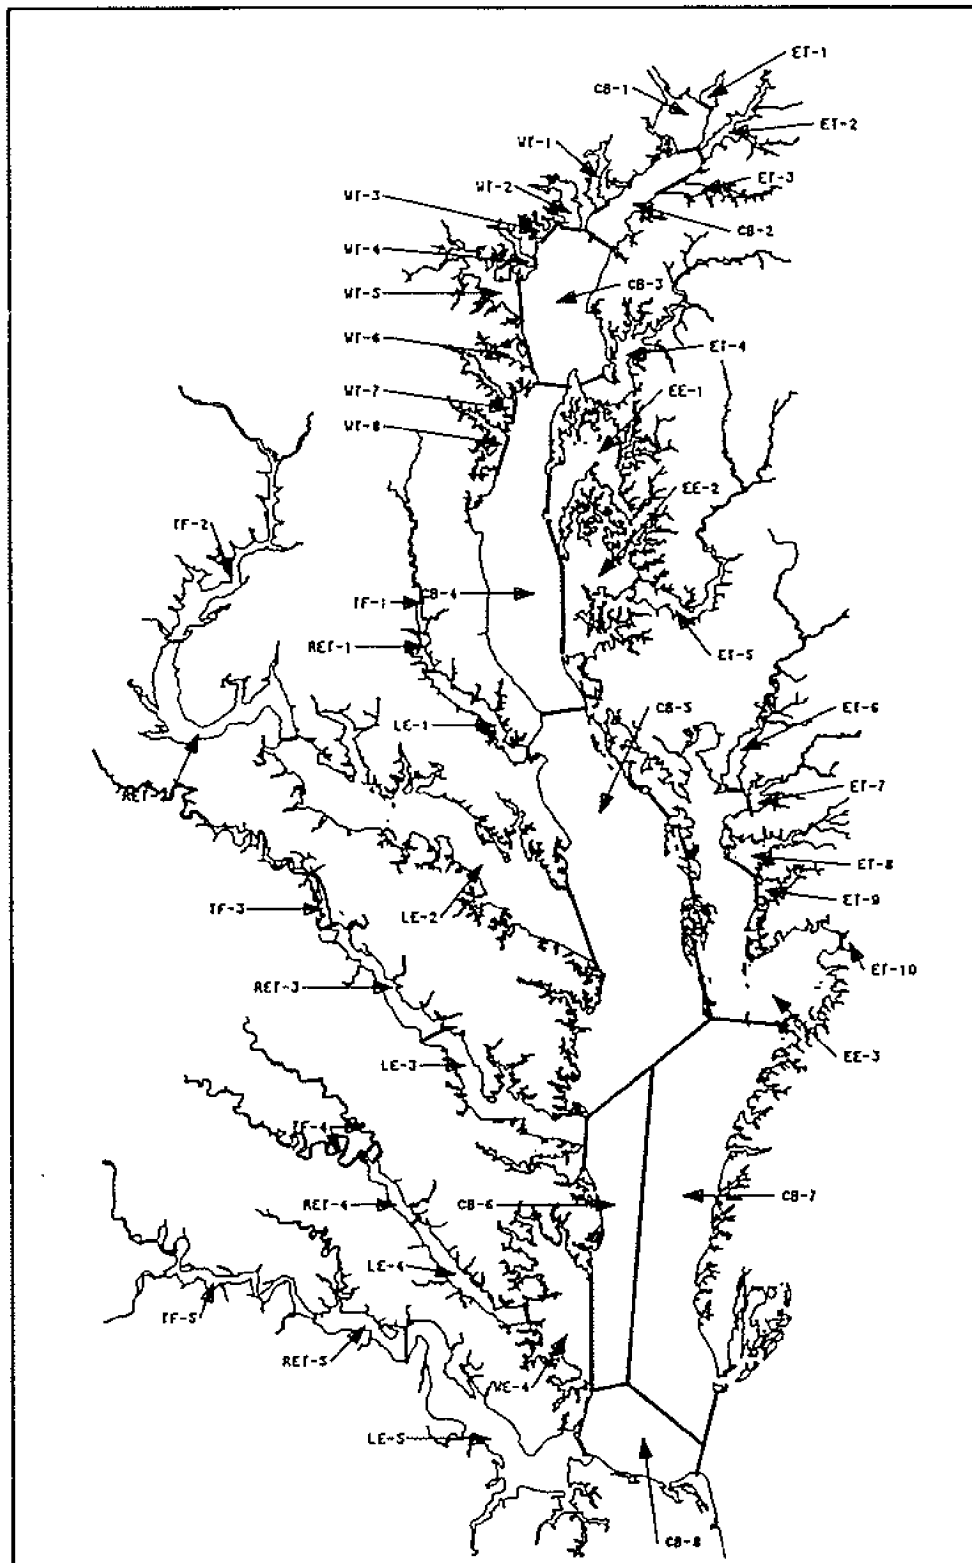 ET-1
CB-1
ET-2
WT-1
ET-3
WT-2
WT-3
CB-2
WT-4
CB-3
WT-5
WT-6
ET-4
EE-1
WT-7
WT-8
EE-2
TF-2
CB-4
TF-1
RET-1
ET-5
CB-5
ET-6
LE-1
RET-2
ET-7
ET-8
ET-9
TF-3
LE-2
ET-10
RET-3
EE-3
LE-3
TF-4
CB-7
RET-4
CB-6
LE-4
TF-5
RET-5
WE-4
LE-5
CB-8